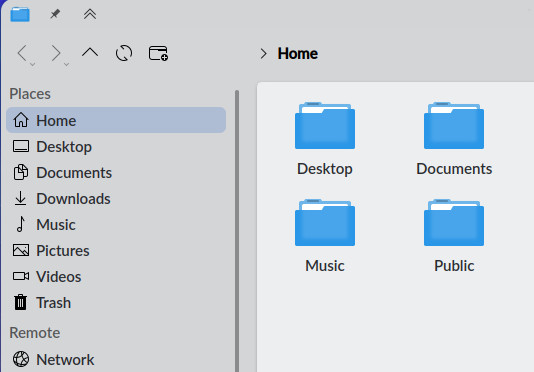 Home
Places
Home
Desktop
Documents
Downloads
Music
Pictures
Videos
Trash
Remote
Network
Desktop Documents
Music Public